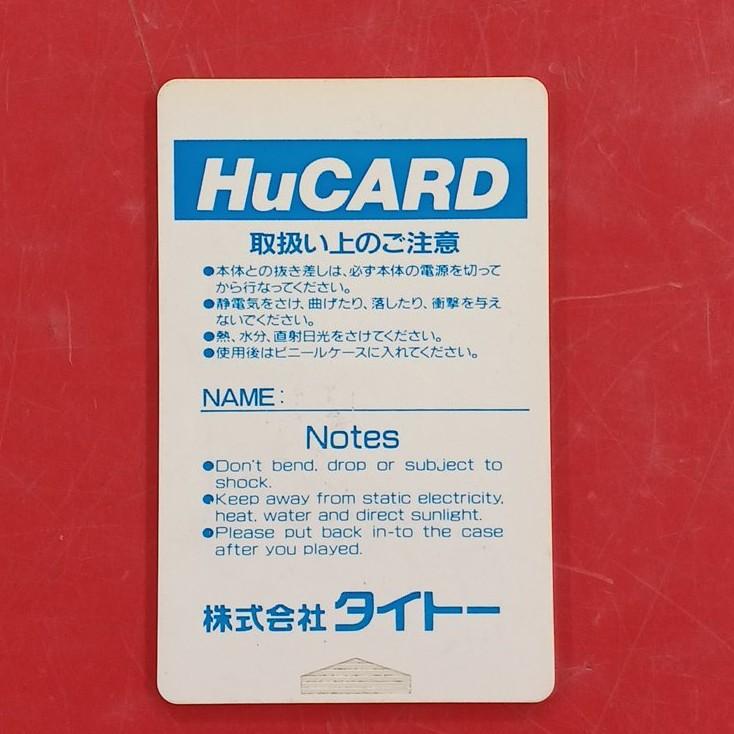 HuCARD
取扱い上のご注意
●本体との抜き差しは、必ず本体の電源を切って
から行なってください。
●静電気をさけ、曲げたり、落したり、衝撃を与え
ないでください。
●熱、水分、直射日光をさけてください。
●使用後はビニールケースに入れてください。
NAME:
Notes
●Don't bend, drop or subject to
shock.
●Keep away from static electricity,
heat, water and direct sunlight.
●Please put back in-to the case
after you played.
株式会社 タイトー